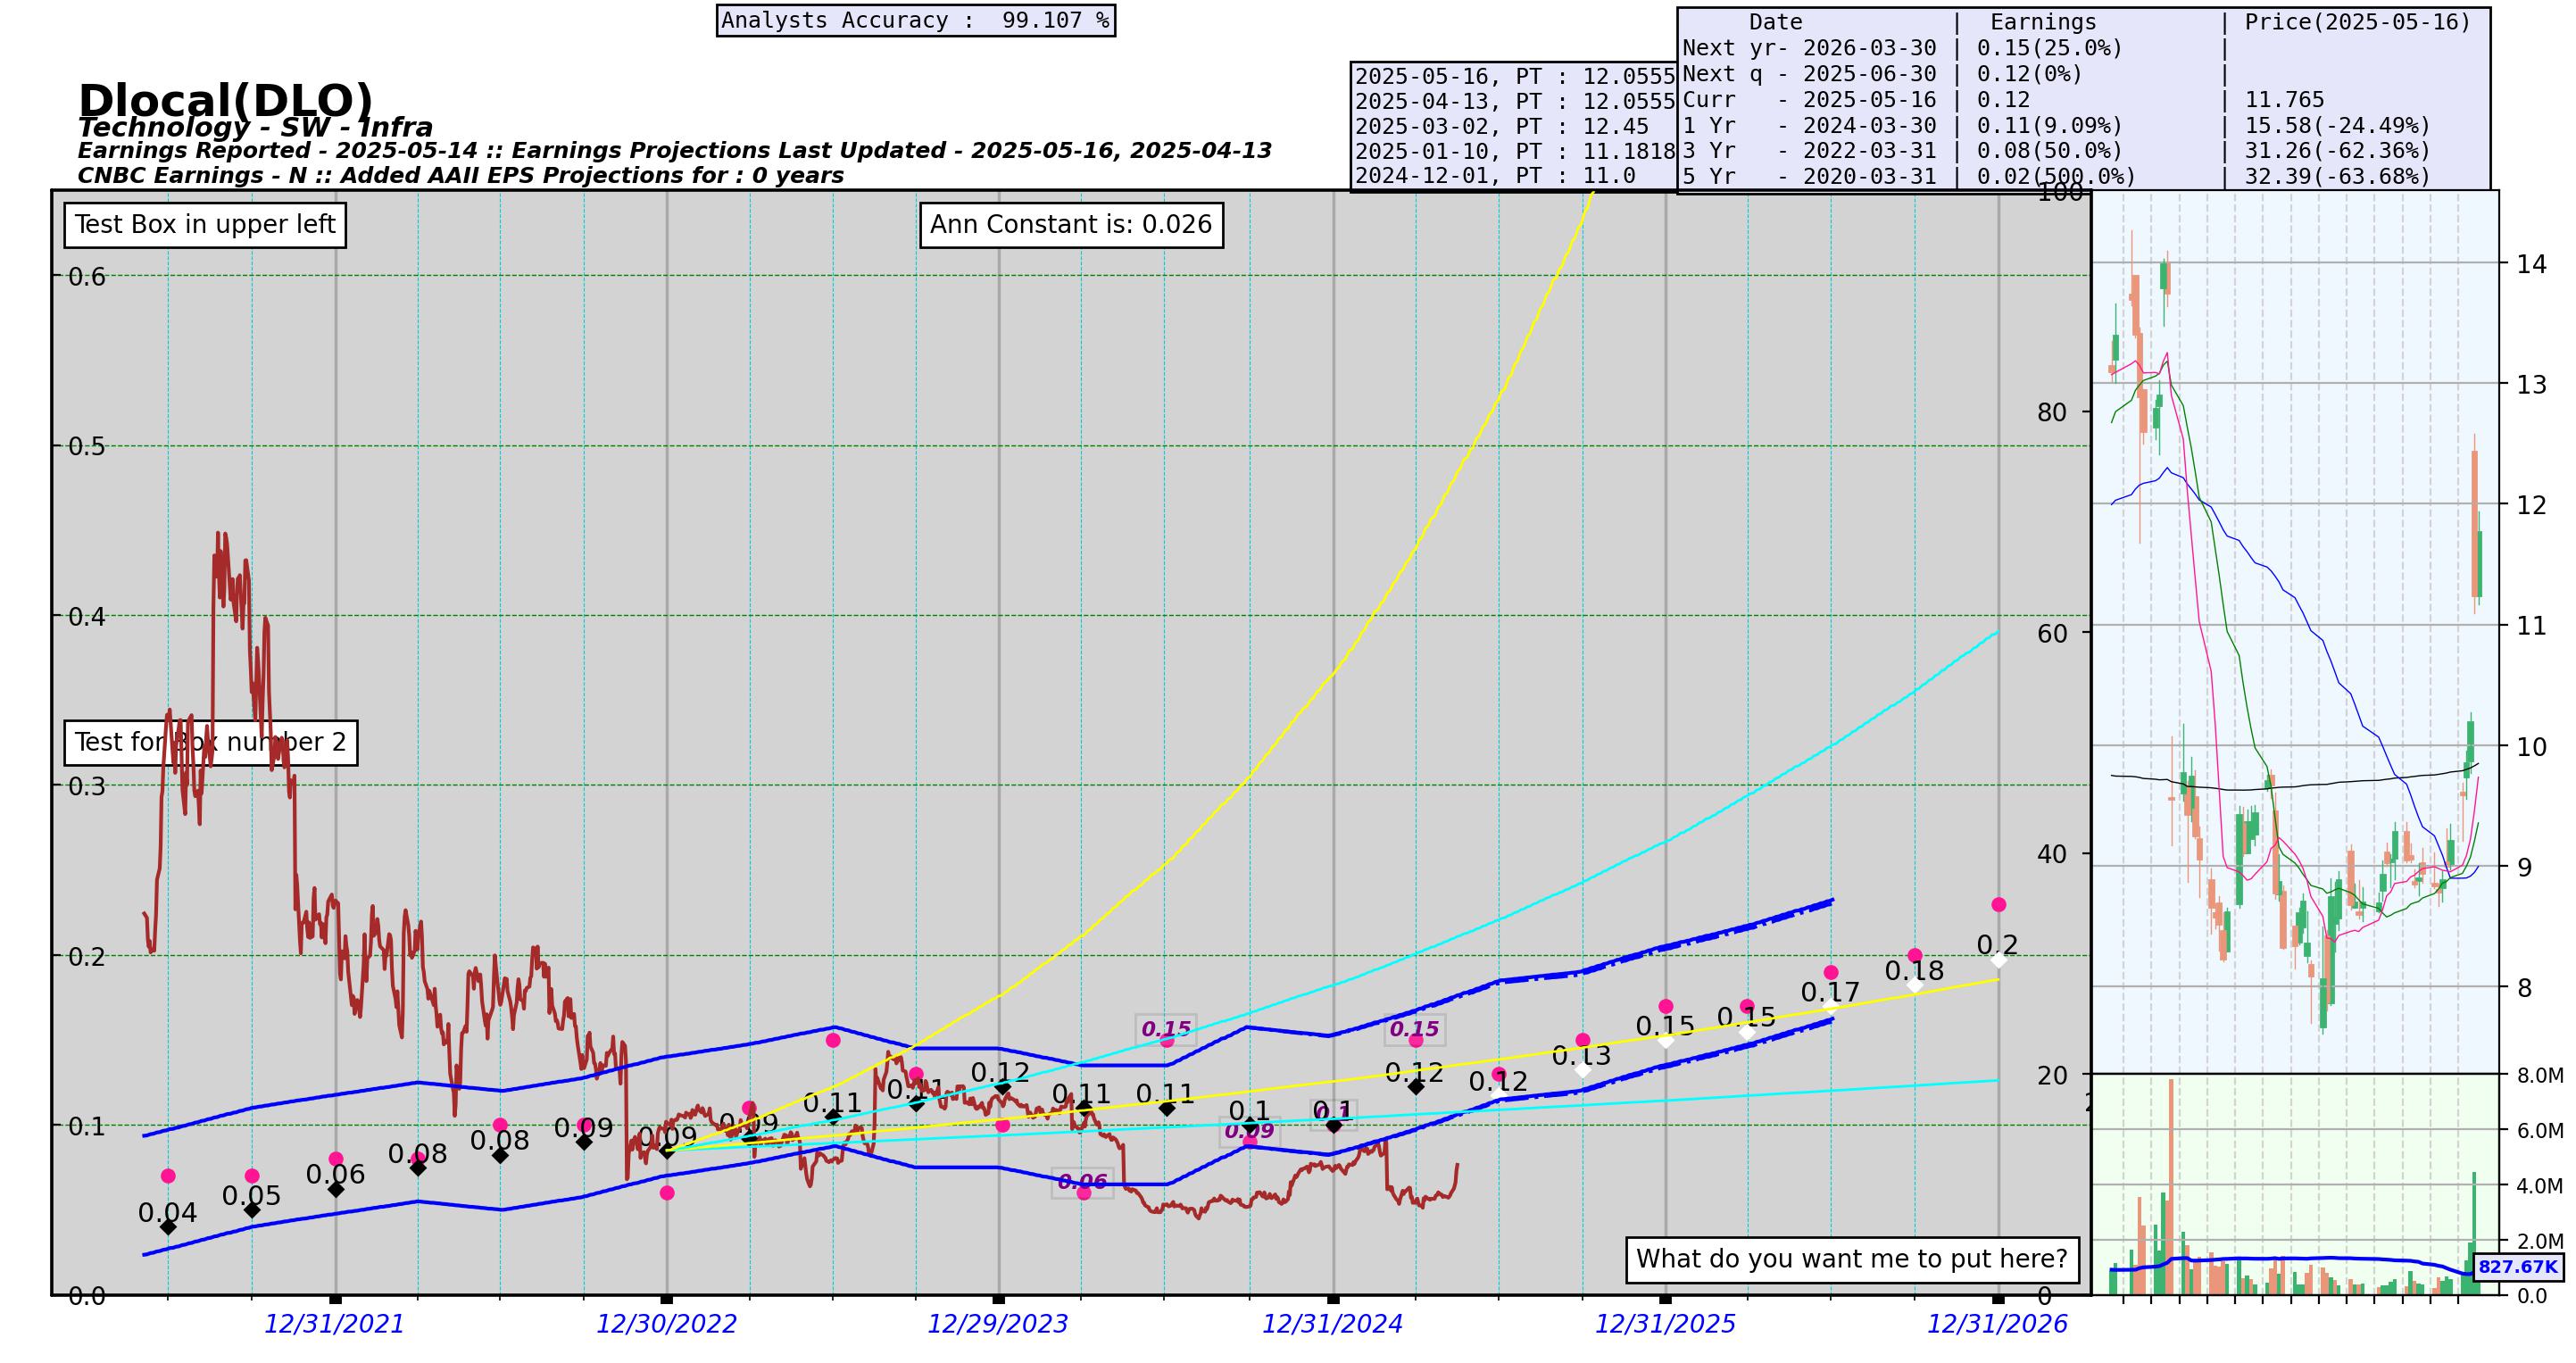 Analysts Accuracy :  99.107 %
Date | Earnings | Price(2025-05-16)
Next yr- 2026-03-30 | 0.15(25.0%) |
Next q - 2025-06-30 | 0.12(0%) |
Curr - 2025-05-16 | 0.12 | 11.765
1 Yr - 2024-03-30 | 0.11(9.09%) | 15.58(-24.49%)
3 Yr - 2022-03-31 | 0.08(50.0%) | 31.26(-62.36%)
5 Yr - 2020-03-31 | 0.02(500.0%) | 32.39(-63.68%)
2025-05-16, PT : 12.0555
2025-04-13, PT : 12.0555
2025-03-02, PT : 12.45
2025-01-10, PT : 11.1818
2024-12-01, PT : 11.0
Dlocal(DLO)
Technology - SW - Infra
Earnings Reported - 2025-05-14 :: Earnings Projections Last Updated - 2025-05-16, 2025-04-13
CNBC Earnings - N :: Added AAII EPS Projections for : 0 years
Test Box in upper left
Ann Constant is: 0.026
Test for Box number 2
What do you want me to put here?
0.6
0.5
0.4
0.3
0.2
0.1
0.0
100
80
60
40
20
0
0.04
0.05
0.06
0.08
0.08
0.09
0.09
0.09
0.11
0.11
0.12
0.11
0.11
0.1
0.1
0.12
0.12
0.13
0.15
0.15
0.17
0.18
0.2
0.06
0.15
0.09
0.1
0.15
12/31/2021
12/30/2022
12/29/2023
12/31/2024
12/31/2025
12/31/2026
14
13
12
11
10
9
8
8.0M
6.0M
4.0M
2.0M
827.67K
0.0